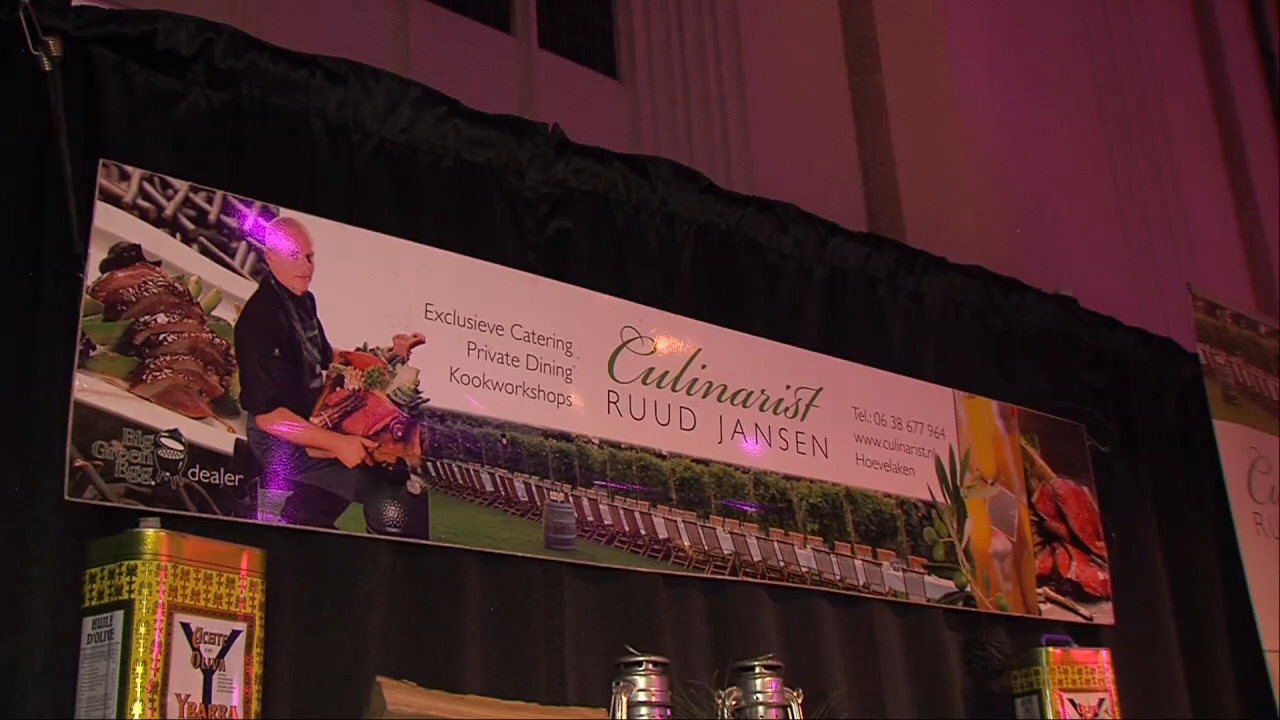 Exclusieve Catering
Private Dining
Kookworkshops
Culinarist
RUUD JANSEN
Tel.: 06 38 677 964
www.culinarist.nl
Hoevelaken
Big
Green
Egg
dealer
HUILE
D'OLIVE
ACEITE
DE
OLIVA
YBARRA